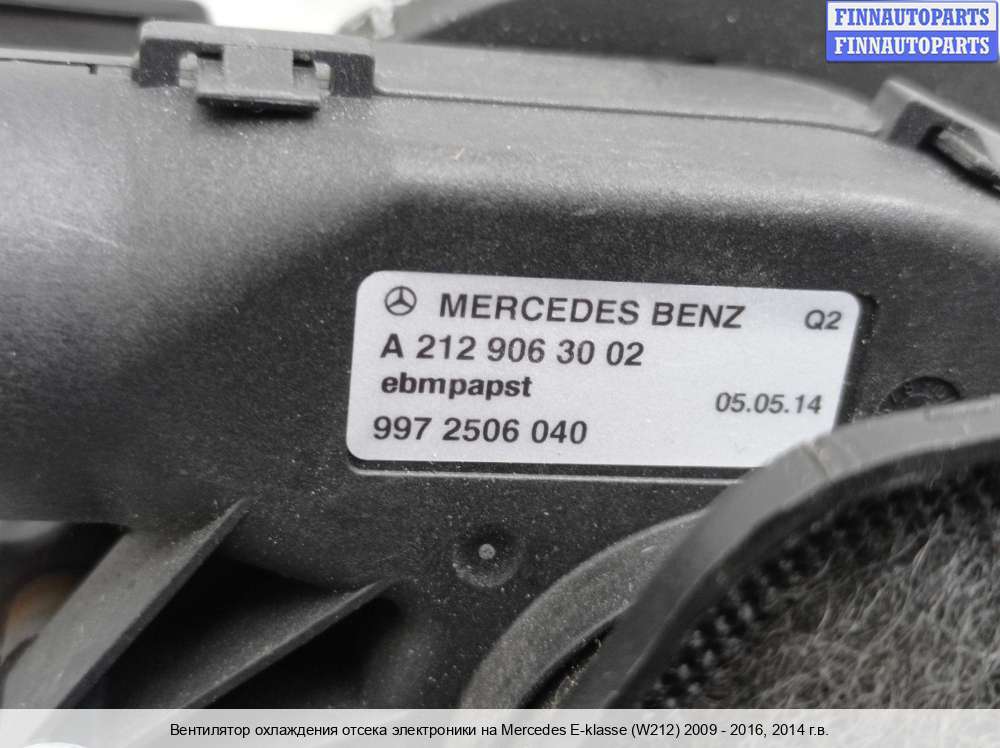 FINNAUTOPARTS
FINNAUTOPARTS
MERCEDES BENZ Q2
A 212 906 30 02
ebmpapst
05.05.14
997 2506 040
Вентилятор охлаждения отсека электроники на Mercedes E-klasse (W212) 2009 - 2016, 2014 г.в.